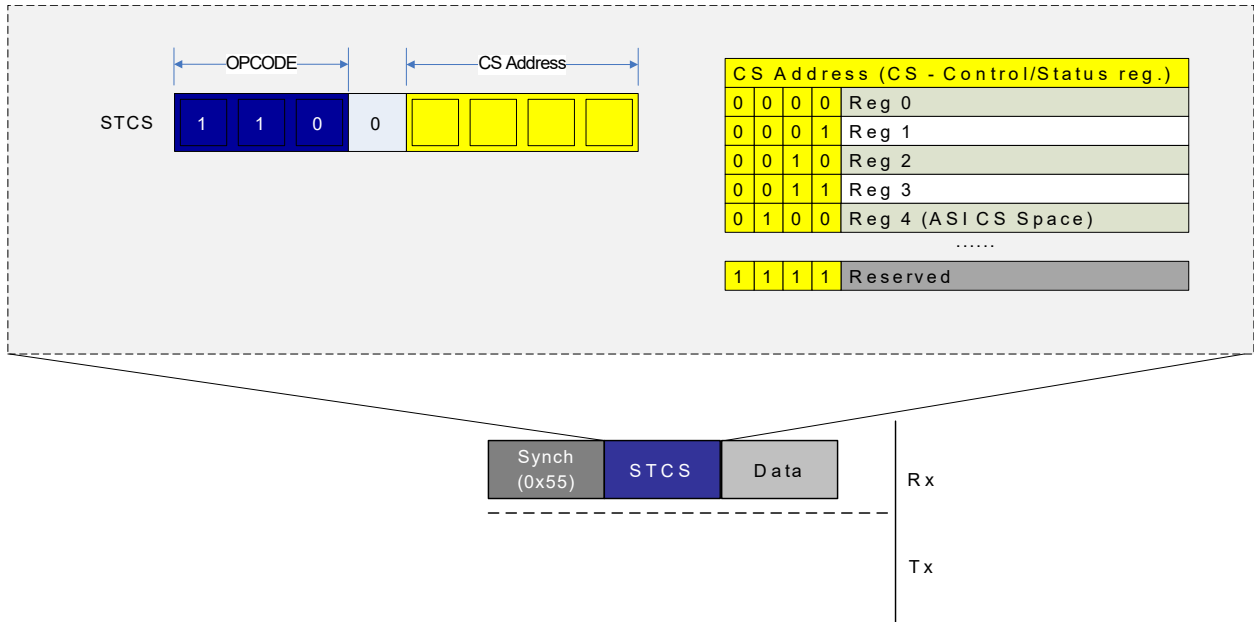 OPCODE
CS Address
STCS
1 1 0 0
CS Address (CS - Control/Status reg.)
0 0 0 0 Reg 0
0 0 0 1 Reg 1
0 0 1 0 Reg 2
0 0 1 1 Reg 3
0 1 0 0 Reg 4 (ASI CS Space)
......
1 1 1 1 Reserved
Synch
(0x55)
STCS
Data
Rx
Tx